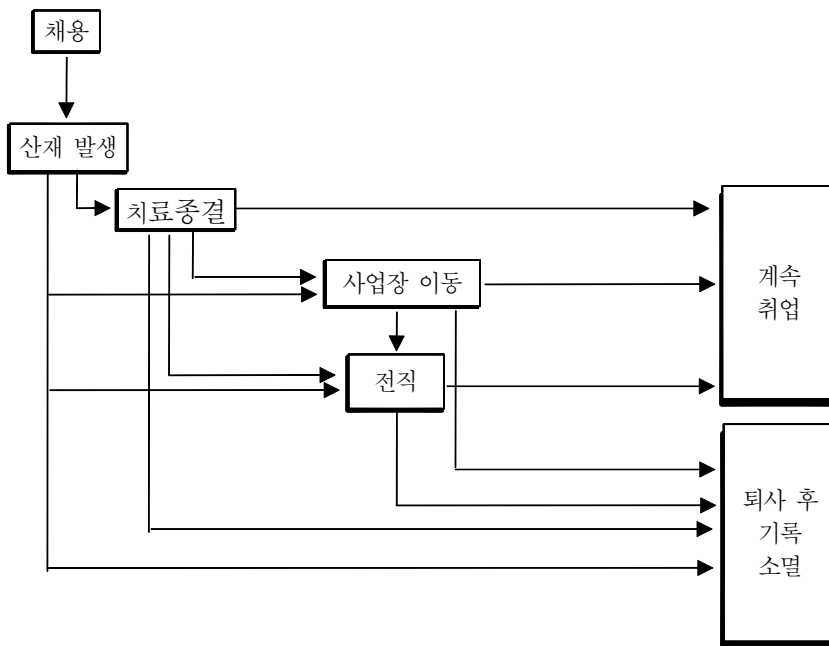 채용
산재 발생
치료종결
사업장 이동
전직
계속
취업
퇴사 후
기록
소멸